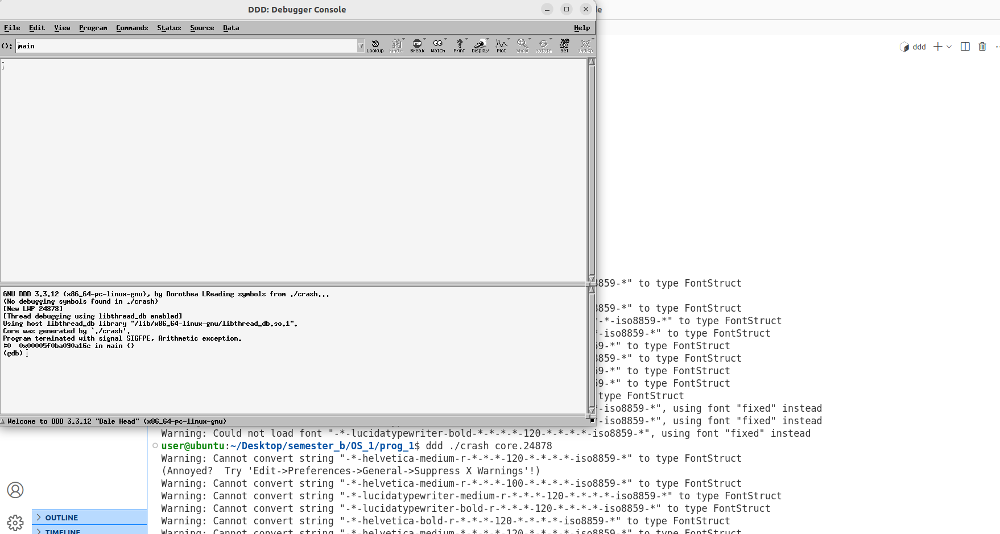 DDD: Debugger Console
File Edit View Program Commands Status Source Data Help
(): main
Lookup Find>> Break Watch Print Display Plot Show Rotate Set Undisp
ddd
GNU DDD 3.3.12 (x86_64-pc-linux-gnu), by Dorothea LReading symbols from ./crash...
(No debugging symbols found in ./crash)
[New LWP 24878]
[Thread debugging using libthread_db enabled]
Using host libthread_db library "/lib/x86_64-linux-gnu/libthread_db.so.1".
Core was generated by `./crash'.
Program terminated with signal SIGFPE, Arithmetic exception.
#0  0x00005f0ba090a16c in main ()
(gdb)
Welcome to DDD 3.3.12 "Dale Head" (x86_64-pc-linux-gnu)
8859-*" to type FontStruct
859-*" to type FontStruct
*-*-iso8859-*" to type FontStruct
*-iso8859-*" to type FontStruct
59-*" to type FontStruct
8859-*" to type FontStruct
59-*" to type FontStruct
59-*" to type FontStruct
type FontStruct
*-iso8859-*", using font "fixed" instead
*-iso8859-*", using font "fixed" instead
Warning: Could not load font "-*-lucidatypewriter-bold-*-*-*-*-120-*-*-*-*-iso8859-*", using font "fixed" instead
user@ubuntu:~/Desktop/semester_b/OS_1/prog_1$ ddd ./crash core.24878
Warning: Cannot convert string "-*-helvetica-medium-r-*-*-*-120-*-*-*-*-iso8859-*" to type FontStruct
(Annoyed?  Try 'Edit->Preferences->General->Suppress X Warnings'!)
Warning: Cannot convert string "-*-helvetica-medium-r-*-*-*-100-*-*-*-*-iso8859-*" to type FontStruct
Warning: Cannot convert string "-*-lucidatypewriter-medium-r-*-*-*-120-*-*-*-*-iso8859-*" to type FontStruct
Warning: Cannot convert string "-*-lucidatypewriter-bold-r-*-*-*-120-*-*-*-*-iso8859-*" to type FontStruct
Warning: Cannot convert string "-*-helvetica-bold-r-*-*-*-120-*-*-*-*-iso8859-*" to type FontStruct
Warning: Cannot convert string "-*-helvetica-medium-*-*-*-*-120-*-*-*-*-iso8859-*" to type FontStruct
OUTLINE
TIMELINE